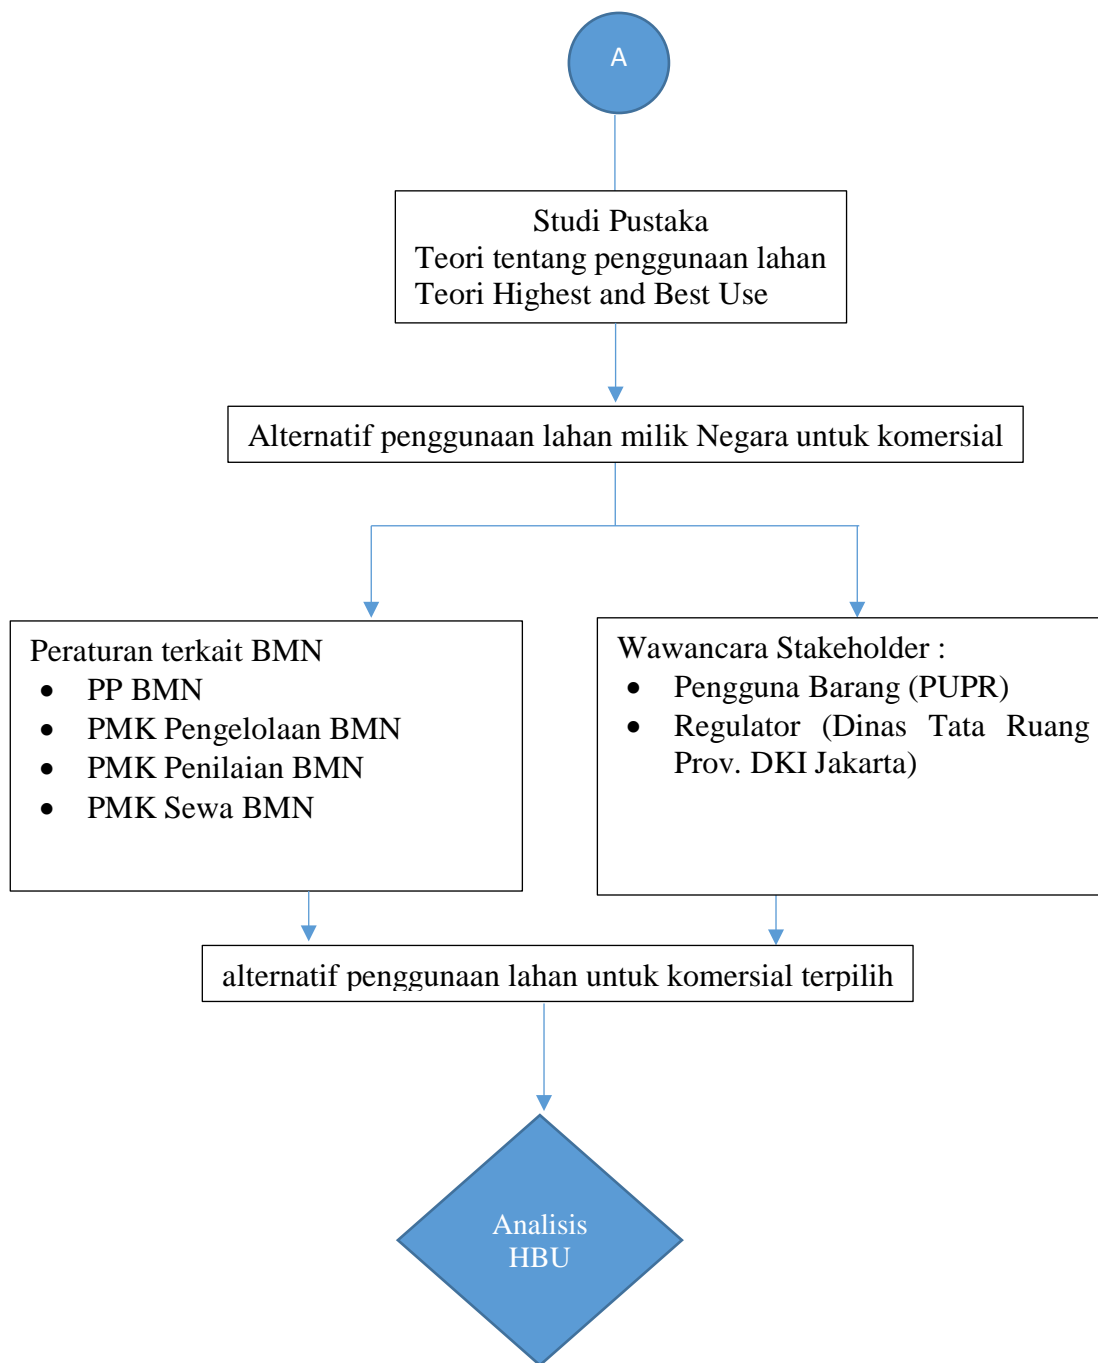 A
Studi Pustaka
Teori tentang penggunaan lahan
Teori Highest and Best Use
Alternatif penggunaan lahan milik Negara untuk komersial
Peraturan terkait BMN
• PP BMN
• PMK Pengelolaan BMN
• PMK Penilaian BMN
• PMK Sewa BMN
Wawancara Stakeholder :
• Pengguna Barang (PUPR)
• Regulator (Dinas Tata Ruang
Prov. DKI Jakarta)
alternatif penggunaan lahan untuk komersial terpilih
Analisis
HBU